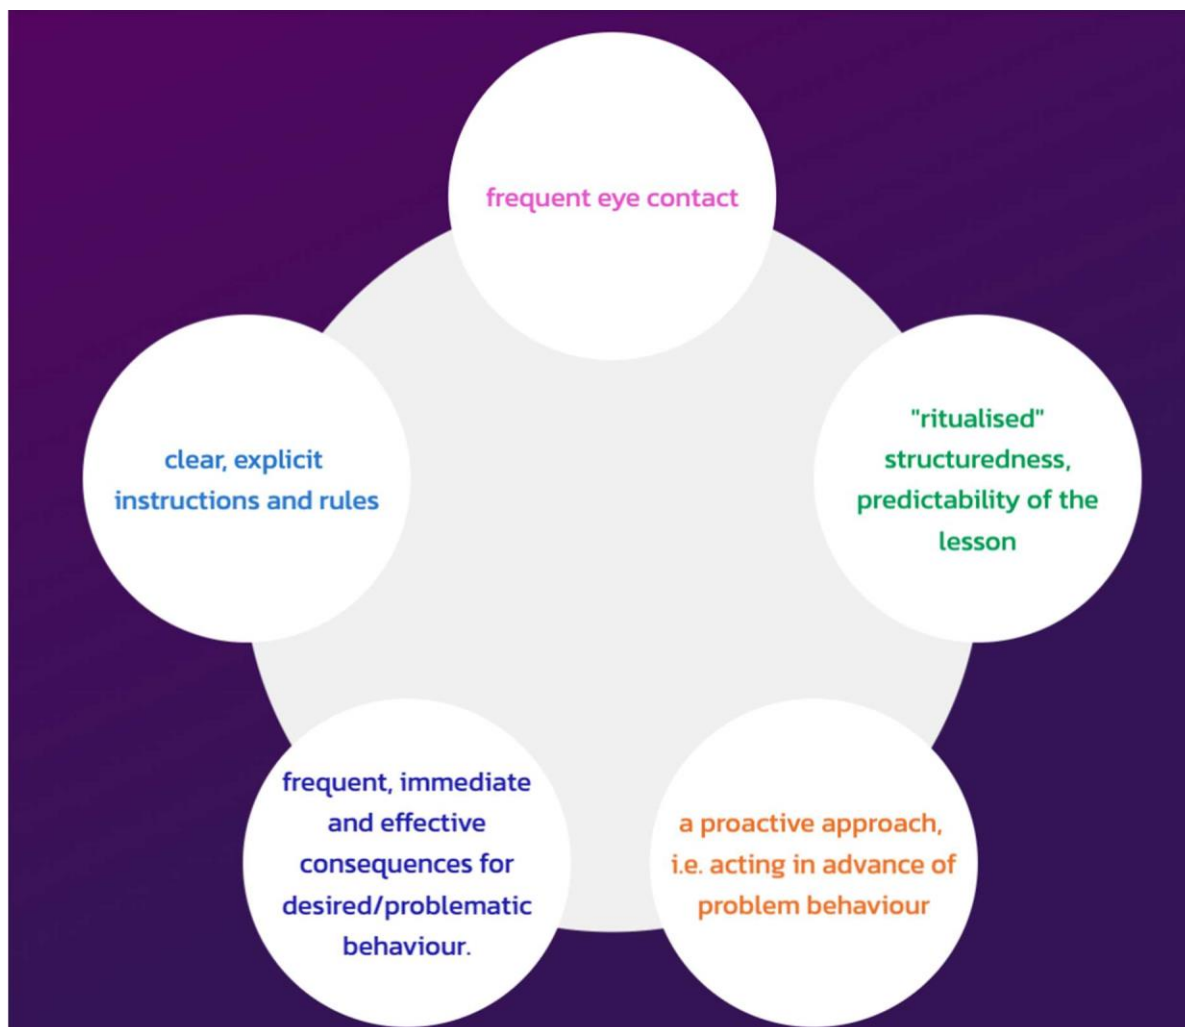 frequent eye contact
"ritualised"
structuredness,
predictability of the
lesson
clear, explicit
instructions and rules
frequent, immediate
and effective
consequences for
desired/problematic
behaviour.
a proactive approach,
i.e. acting in advance of
problem behaviour